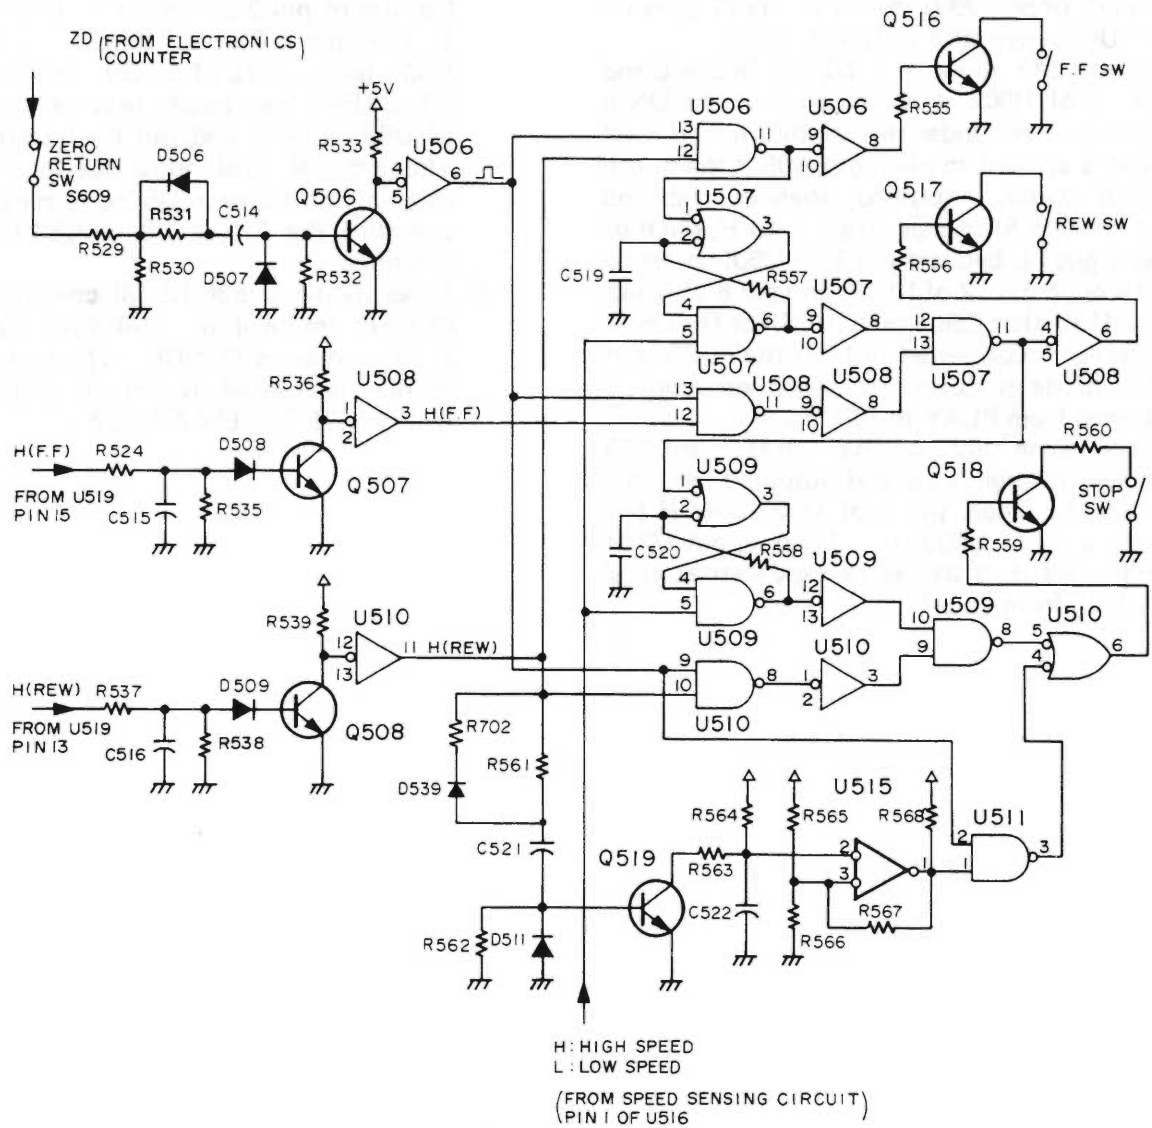 ZD (FROM ELECTRONICS)
COUNTER
ZERO
RETURN
SW
S609
D506
R531
C514
R529
R530
D507
R532
Q506
+5V
R533
4
5
U506
6
U506
13
12
11
U506
9
10
8
R555
Q516
F.F SW
U507
1
2
3
C519
R557
Q517
REW SW
R556
4
5
6
U507
U507
9
10
8
12
13
11
U507
4
5
6
U508
R536
U508
1
2
3
H(F.F)
13
12
U508
11
U508
9
10
8
H(F.F)
R524
D508
Q507
FROM U519
PIN 15
C515
R535
U509
1
2
3
C520
R558
Q518
R560
STOP
SW
R559
4
5
6
U509
U509
12
13
10
9
U509
8
5
4
U510
6
R539
U510
12
13
11
H(REW)
9
10
8
U510
U510
1
2
3
H(REW)
R537
D509
Q508
FROM U519
PIN 13
C516
R538
R702
R561
D539
C521
R562
D511
Q519
R563
R564
C522
R565
R566
U515
2
3
1
R567
R568
U511
2
1
3
H: HIGH SPEED
L: LOW SPEED
(FROM SPEED SENSING CIRCUIT)
PIN 1 OF U516